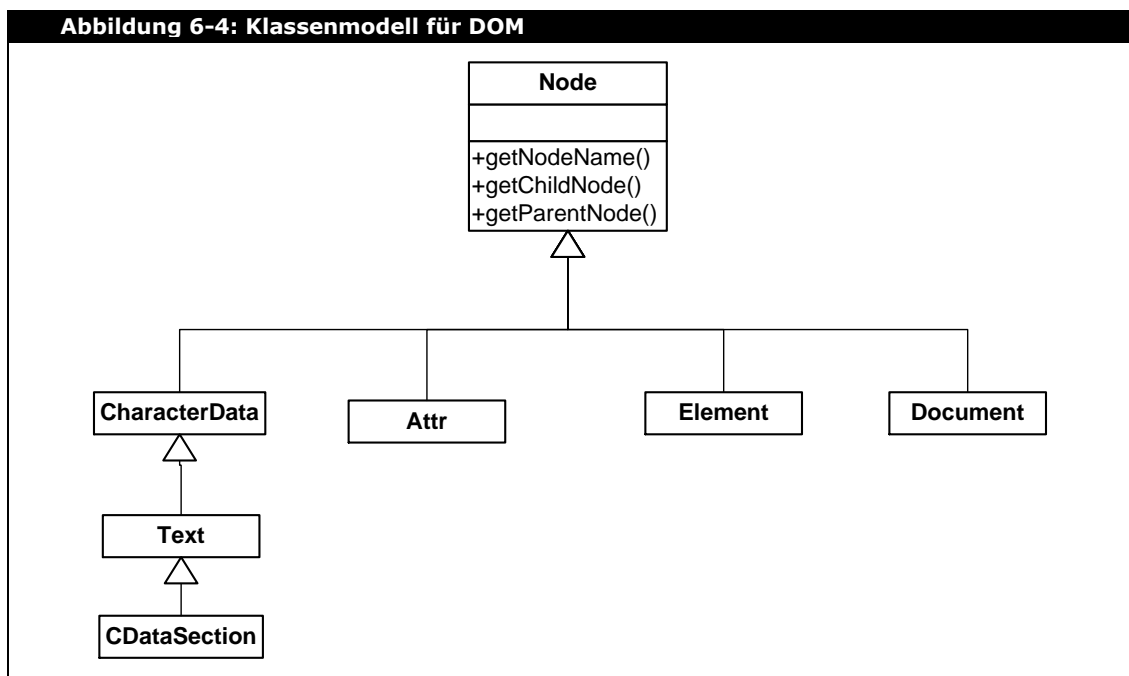 Abbildung 6-4: Klassenmodell für DOM
Node
+getNodeName()
+getChildNode()
+getParentNode()
CharacterData
Attr
Element
Document
Text
CDataSection